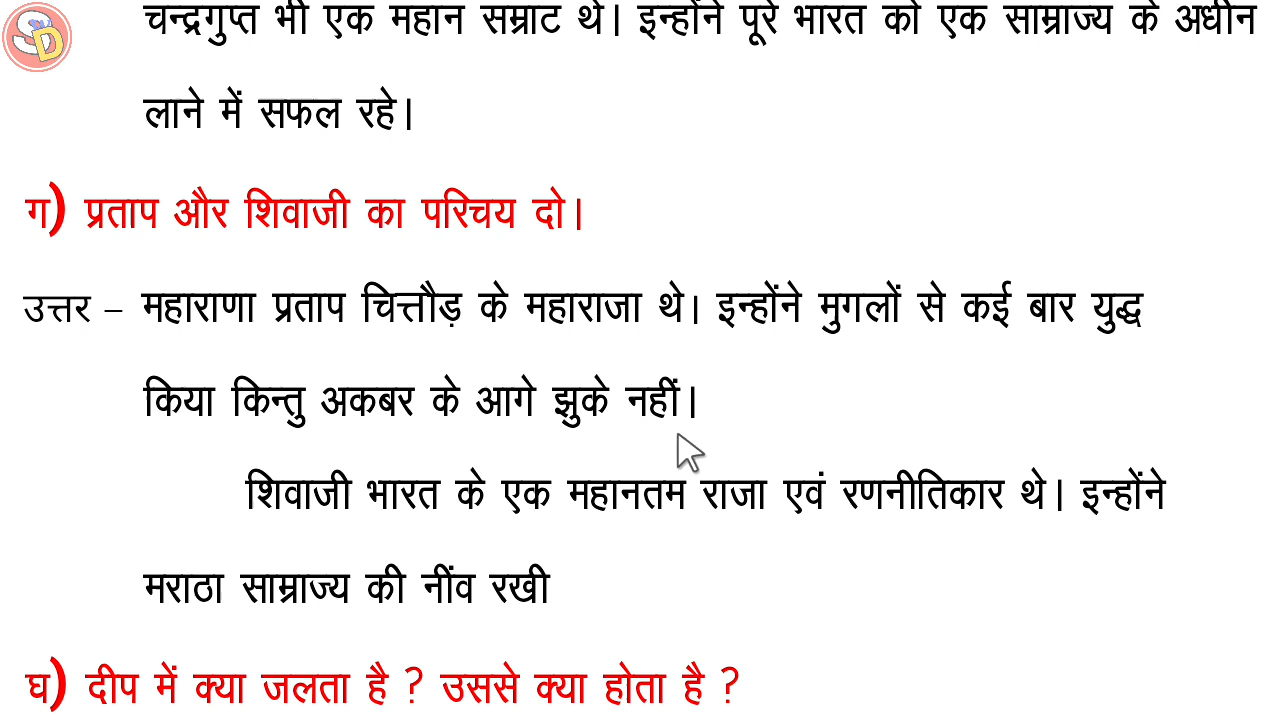 चन्द्रगुप्त भी एक महान सम्राट थे। इन्होंने पूरे भारत को एक साम्राज्य के अधीन
लाने में सफल रहे।
ग) प्रताप और शिवाजी का परिचय दो।
उत्तर – महाराणा प्रताप चित्तौड़ के महाराजा थे। इन्होंने मुगलों से कई बार युद्ध
किया किन्तु अकबर के आगे झुके नहीं।
शिवाजी भारत के एक महानतम राजा एवं रणनीतिकार थे। इन्होंने
मराठा साम्राज्य की नींव रखी
घ) दीप में क्या जलता है ? उससे क्या होता है ?